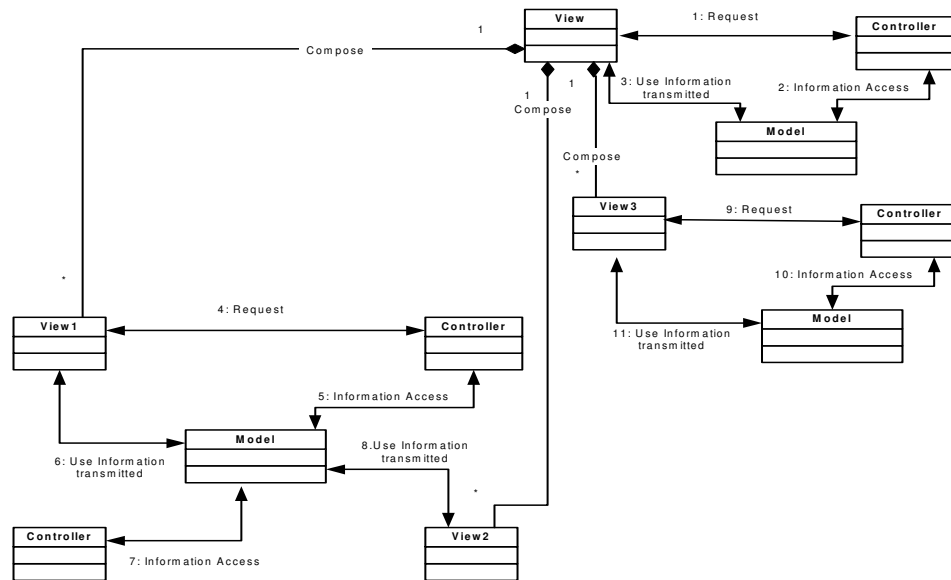 View
1: Request
Controller
1
Compose
3: Use Information
transmitted
2: Information Access
1
Compose
1
Model
Compose
*
View3
9: Request
Controller
10: Information Access
*
4: Request
View1
Controller
Model
11: Use Information
transmitted
5: Information Access
Model
8.Use Information
transmitted
6: Use Information
transmitted
*
Controller
View2
7: Information Access